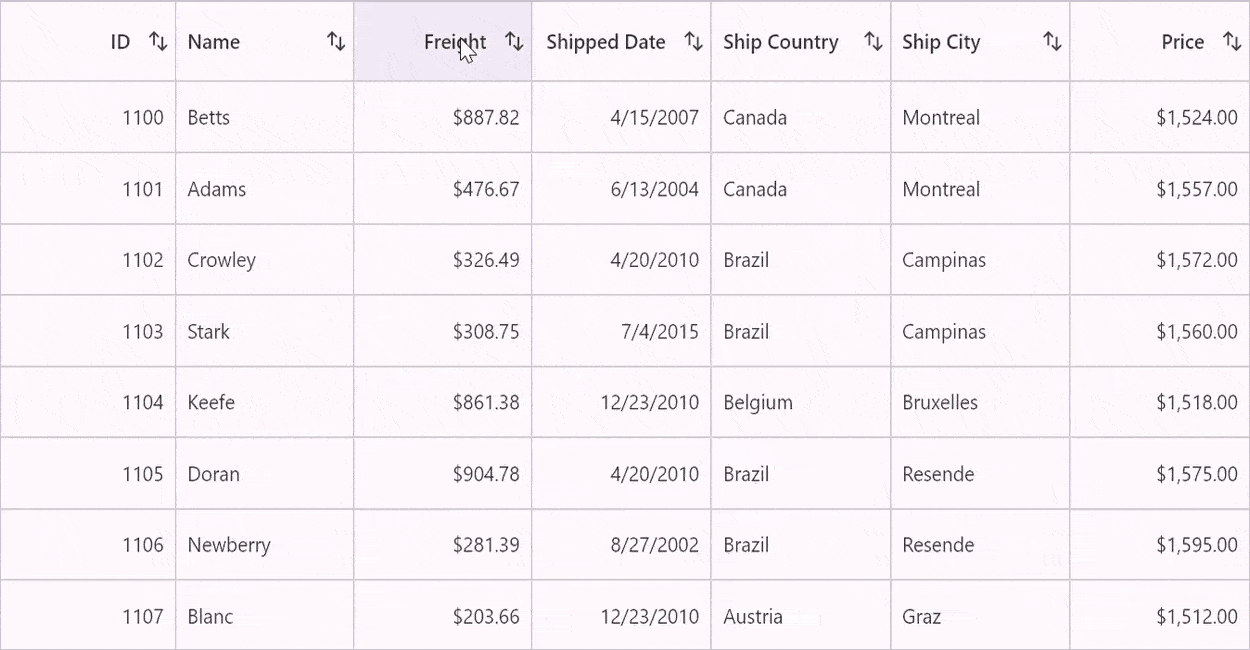 ID Name Freight Shipped Date Ship Country Ship City Price
1100 Betts $887.82 4/15/2007 Canada Montreal $1,524.00
1101 Adams $476.67 6/13/2004 Canada Montreal $1,557.00
1102 Crowley $326.49 4/20/2010 Brazil Campinas $1,572.00
1103 Stark $308.75 7/4/2015 Brazil Campinas $1,560.00
1104 Keefe $861.38 12/23/2010 Belgium Bruxelles $1,518.00
1105 Doran $904.78 4/20/2010 Brazil Resende $1,575.00
1106 Newberry $281.39 8/27/2002 Brazil Resende $1,595.00
1107 Blanc $203.66 12/23/2010 Austria Graz $1,512.00